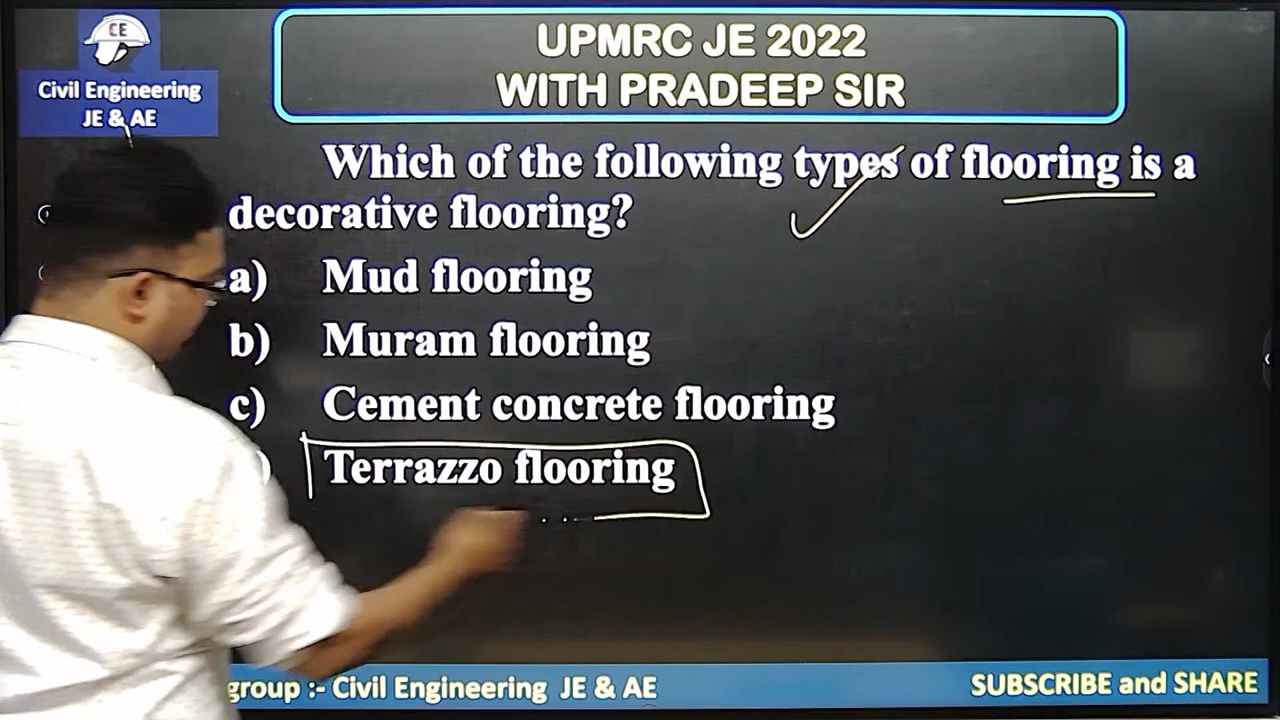 CE
Civil Engineering
JE & AE
UPMRC JE 2022
WITH PRADEEP SIR
Which of the following types of flooring is a
decorative flooring?
a) Mud flooring
b) Muram flooring
c) Cement concrete flooring
) Terrazzo flooring
group :- Civil Engineering JE & AE
SUBSCRIBE and SHARE